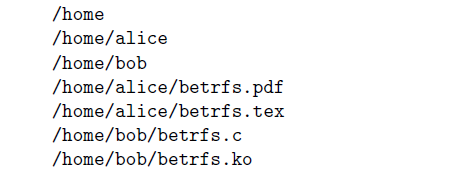 /home
/home/alice
/home/bob
/home/alice/betrfs.pdf
/home/alice/betrfs.tex
/home/bob/betrfs.c
/home/bob/betrfs.ko